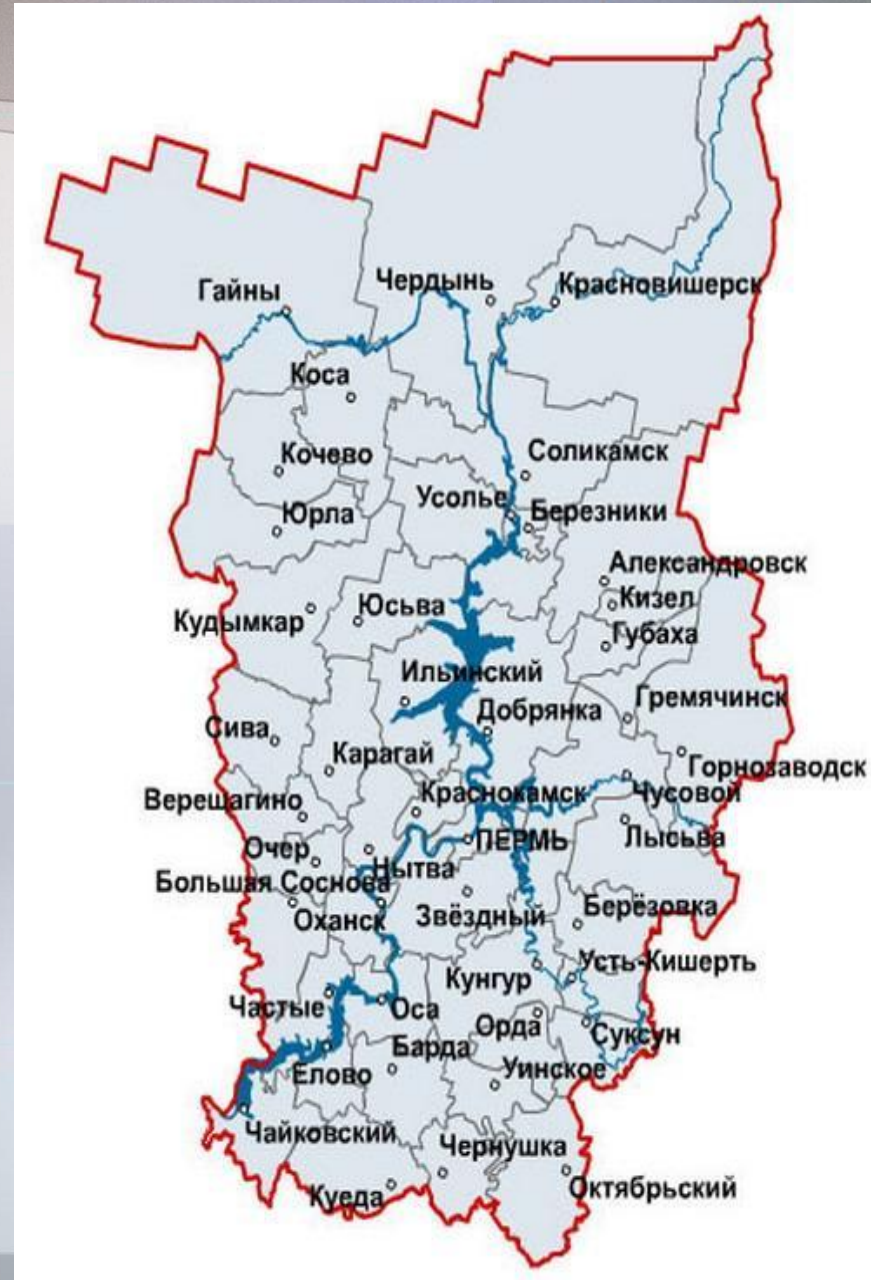 Гайны
Чердынь
Красновишерск
Коса
Кочево
Соликамск
Усолье
Юрла
Березники
Александровск
Кизел
Юсьва
Кудымкар
Губаха
Ильинский
Гремячинск
Добрянка
Сива
Карагай
Горнозаводск
Верещагино
Краснокамск
Чусовой
Лысьва
ПЕРМЬ
Очер
Нытва
Большая Соснова
Звёздный
Берёзовка
Оханск
Усть-Кишерть
Кунгур
Частые
Оса
Орда
Суксун
Барда
Уинское
Елово
Чайковский
Чернушка
Октябрьский
Куеда